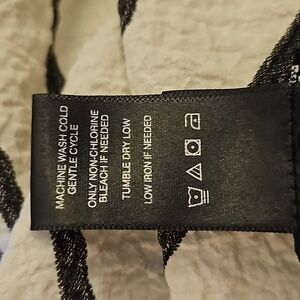 MACHINE WASH COLD
GENTLE CYCLE
ONLY NON-CHLORINE
BLEACH IF NEEDED
TUMBLE DRY LOW
LOW IRON IF NEEDED